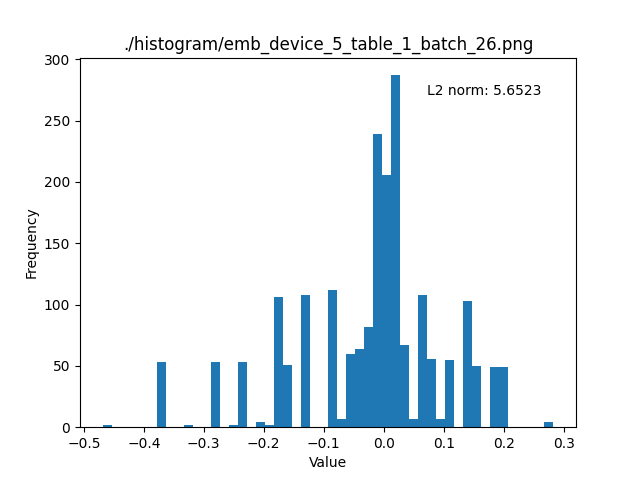 ./histogram/emb_device_5_table_1_batch_26.png
L2 norm: 5.6523
Frequency
300
250
200
150
100
50
0
−0.5 −0.4 −0.3 −0.2 −0.1 0.0 0.1 0.2 0.3
Value